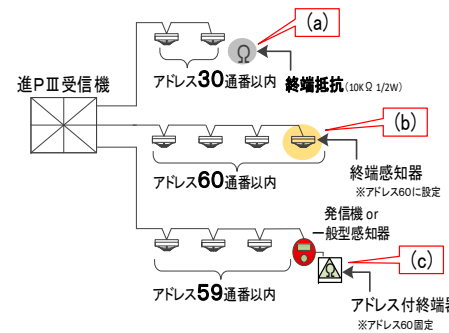 (a)
Ω
アドレス30通番以内
終端抵抗(10KΩ 1/2W)
進PⅢ受信機
(b)
アドレス60通番以内
終端感知器
※アドレス60に設定
発信機 or
一般型感知器
(c)
Ω
アドレス59通番以内
アドレス付終端器
※アドレス60固定